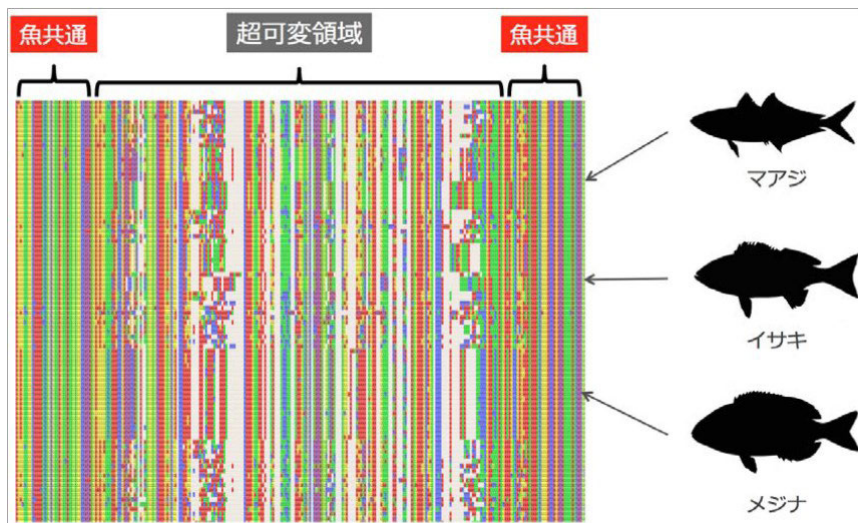 魚共通
超可変領域
魚共通
マアジ
イサキ
メジナ